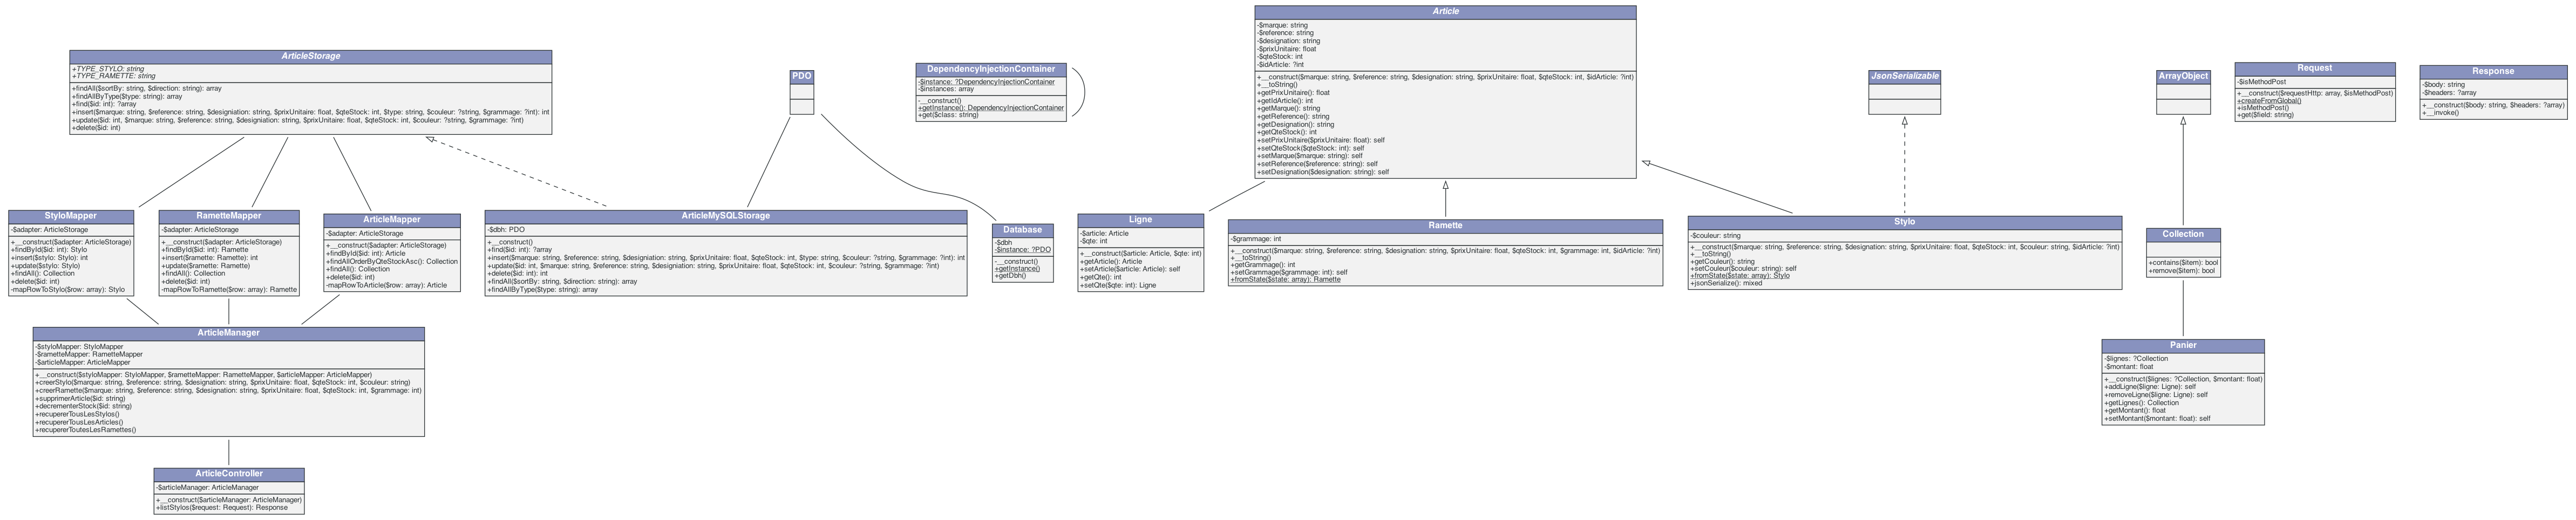 ArticleStorage
+TYPE_STYLO: string
+TYPE_RAMETTE: string
+findAll($sortBy: string, $direction: string): array
+findAllByType($type: string): array
+find($id: int): ?array
+insert($marque: string, $reference: string, $designiation: string, $prixUnitaire: float, $qteStock: int, $type: string, $couleur: ?string, $grammage: ?int): int
+update($id: int, $marque: string, $reference: string, $designation: string, $prixUnitaire: float, $qteStock: int, $couleur: ?string, $grammage: ?int)
+delete($id: int)
PDO
DependencyInjectionContainer
-$instance: ?DependencyInjectionContainer
-$instances: array
-__construct()
+getInstance(): DependencyInjectionContainer
+get($class: string)
Article
-$marque: string
-$reference: string
-$designation: string
-$prixUnitaire: float
-$qteStock: int
-$idArticle: ?int
+__construct($marque: string, $reference: string, $designation: string, $prixUnitaire: float, $qteStock: int, $idArticle: ?int)
+__toString()
+getPrixUnitaire(): float
+getIdArticle(): int
+getMarque(): string
+getReference(): string
+getDesignation(): string
+getQteStock(): int
+setPrixUnitaire($prixUnitaire: float): self
+setQteStock($qteStock: int): self
+setMarque($marque: string): self
+setReference($reference: string): self
+setDesignation($designation: string): self
JsonSerializable
ArrayObject
Request
-$isMethodPost
+__construct($requestHttp: array, $isMethodPost)
+createFromGlobal()
+isMethodPost()
+get($field: string)
Response
-$body: string
-$headers: ?array
+__construct($body: string, $headers: ?array)
+__invoke()
StyloMapper
-$adapter: ArticleStorage
+__construct($adapter: ArticleStorage)
+findById($id: int): Stylo
+insert($stylo: Stylo): int
+update($stylo: Stylo)
+findAll(): Collection
+delete($id: int)
-mapRowToStylo($row: array): Stylo
RametteMapper
-$adapter: ArticleStorage
+__construct($adapter: ArticleStorage)
+findById($id: int): Ramette
+insert($ramette: Ramette): int
+update($ramette: Ramette)
+findAll(): Collection
+delete($id: int)
-mapRowToRamette($row: array): Ramette
ArticleMapper
-$adapter: ArticleStorage
+__construct($adapter: ArticleStorage)
+findById($id: int): Article
+findAllOrderByQteStockAsc(): Collection
+findAll(): Collection
+delete($id: int)
-mapRowToArticle($row: array): Article
ArticleMySQLStorage
-$dbh: PDO
+__construct()
+find($id: int): ?array
+insert($marque: string, $reference: string, $designiation: string, $prixUnitaire: float, $qteStock: int, $type: string, $couleur: ?string, $grammage: ?int): int
+update($id: int, $marque: string, $reference: string, $designiation: string, $prixUnitaire: float, $qteStock: int, $couleur: ?string, $grammage: ?int)
+delete($id: int): int
+findAll($sortBy: string, $direction: string): array
+findAllByType($type: string): array
Database
-$dbh
-$instance: ?PDO
-__construct()
+getInstance()
+getDbh()
Ligne
-$article: Article
-$qte: int
+__construct($article: Article, $qte: int)
+getArticle(): Article
+setArticle($article: Article): self
+getQte(): int
+setQte($qte: int): Ligne
Ramette
-$grammage: int
+__construct($marque: string, $reference: string, $designation: string, $prixUnitaire: float, $qteStock: int, $grammage: int, $idArticle: ?int)
+__toString()
+getGrammage(): int
+setGrammage($grammage: int): self
+fromState($state: array): Ramette
Stylo
-$couleur: string
+__construct($marque: string, $reference: string, $designation: string, $prixUnitaire: float, $qteStock: int, $couleur: string, $idArticle: ?int)
+__toString()
+getCouleur(): string
+setCouleur($couleur: string): self
+fromState($state: array): Stylo
+jsonSerialize(): mixed
Collection
+contains($item): bool
+remove($item): bool
ArticleManager
-$styloMapper: StyloMapper
-$rametteMapper: RametteMapper
-$articleMapper: ArticleMapper
+__construct($styloMapper: StyloMapper, $rametteMapper: RametteMapper, $articleMapper: ArticleMapper)
+creerStylo($marque: string, $reference: string, $designation: string, $prixUnitaire: float, $qteStock: int, $couleur: string)
+creerRamette($marque: string, $reference: string, $designation: string, $prixUnitaire: float, $qteStock: int, $grammage: int)
+supprimerArticle($id: string)
+decrementerStock($id: string)
+recupererTousLesStylos()
+recupererTousLesArticles()
+recupererToutesLesRamettes()
Panier
-$lignes: ?Collection
-$montant: float
+__construct($lignes: ?Collection, $montant: float)
+addLigne($ligne: Ligne): self
+removeLigne($ligne: Ligne): self
+getLignes(): Collection
+getMontant(): float
+setMontant($montant: float): self
ArticleController
-$articleManager: ArticleManager
+__construct($articleManager: ArticleManager)
+listStylos($request: Request): Response